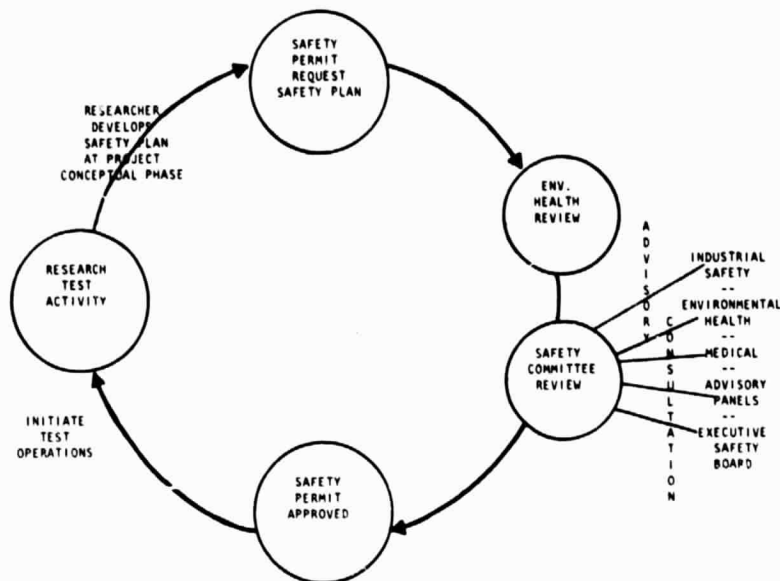 SAFETY
PERMIT
REQUEST
SAFETY PLAN
RESEARCHER
DEVELOPS
SAFETY PLAN
AT PROJECT
CONCEPTUAL PHASE
ENV.
HEALTH
REVIEW
ADVISORY
CONSULTATION
INDUSTRIAL
SAFETY
--
ENVIRONMENTAL
HEALTH
--
MEDICAL
--
ADVISORY
PANELS
--
EXECUTIVE
SAFETY
BOARD
SAFETY
COMMITTEE
REVIEW
RESEARCH
TEST
ACTIVITY
INITIATE
TEST
OPERATIONS
SAFETY
PERMIT
APPROVED